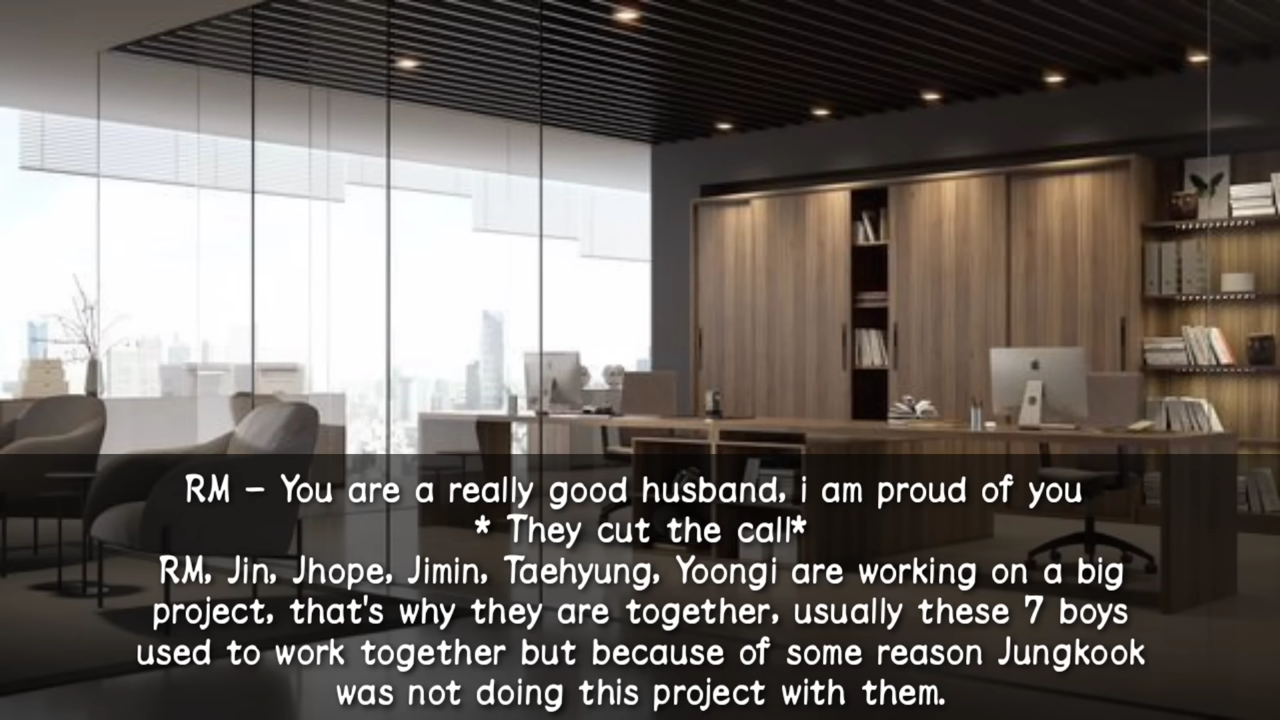 RM - You are a really good husband, i am proud of you
* They cut the call*
RM, Jin, Jhope, Jimin, Taehyung, Yoongi are working on a big
project, that's why they are together, usually these 7 boys
used to work together but because of some reason Jungkook
was not doing this project with them.